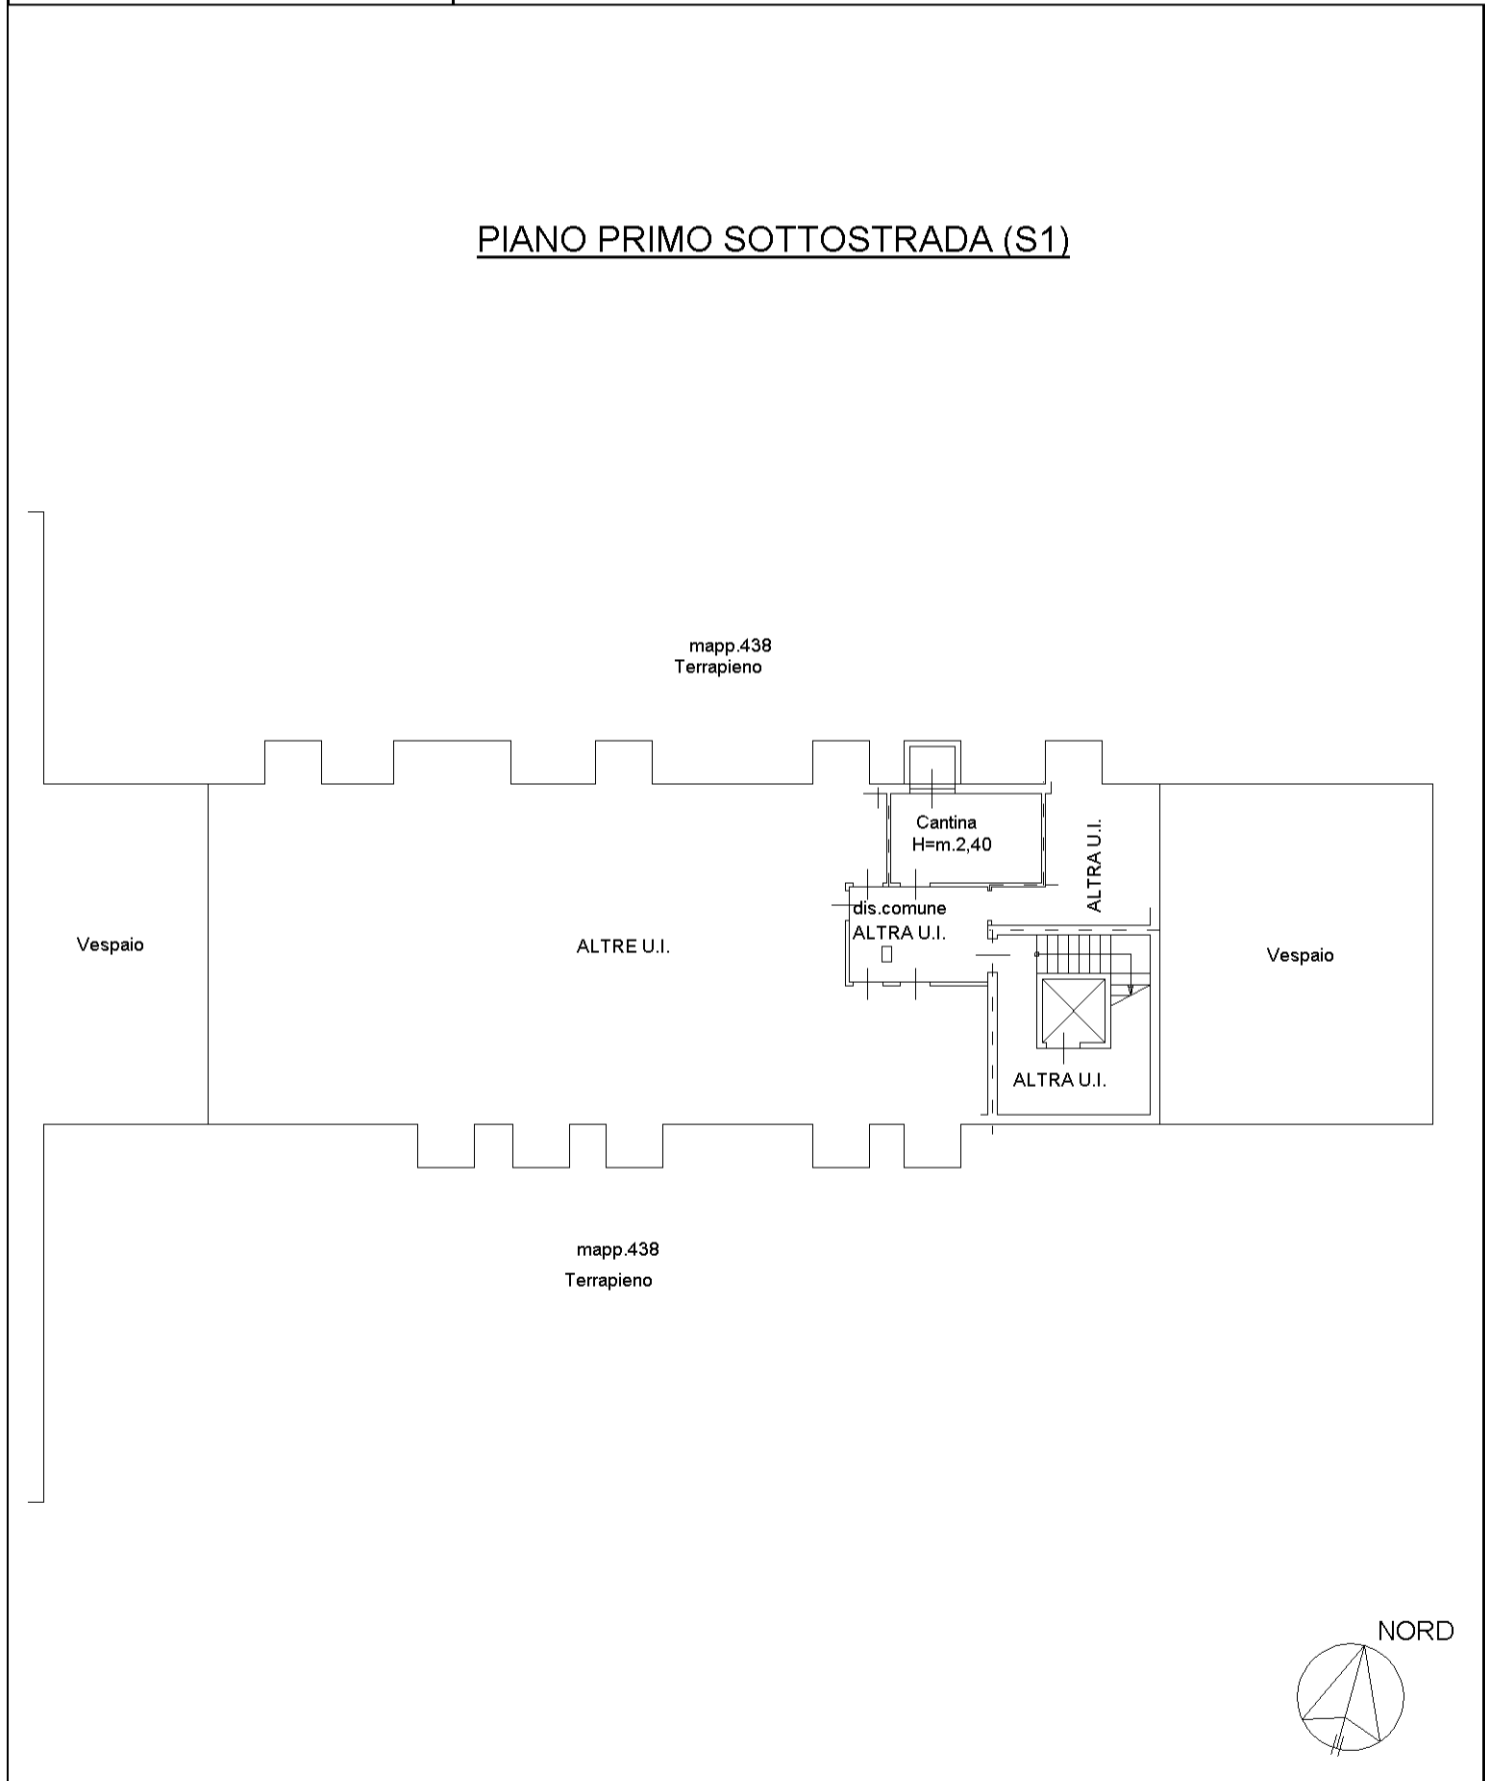 PIANO PRIMO SOTTOSTRADA (S1)
mapp.438
Terrapieno
Cantina
H=m.2,40
ALTRA U.I.
dis.comune
ALTRA U.I.
Vespaio
ALTRE U.I.
Vespaio
ALTRA U.I.
mapp.438
Terrapieno
NORD